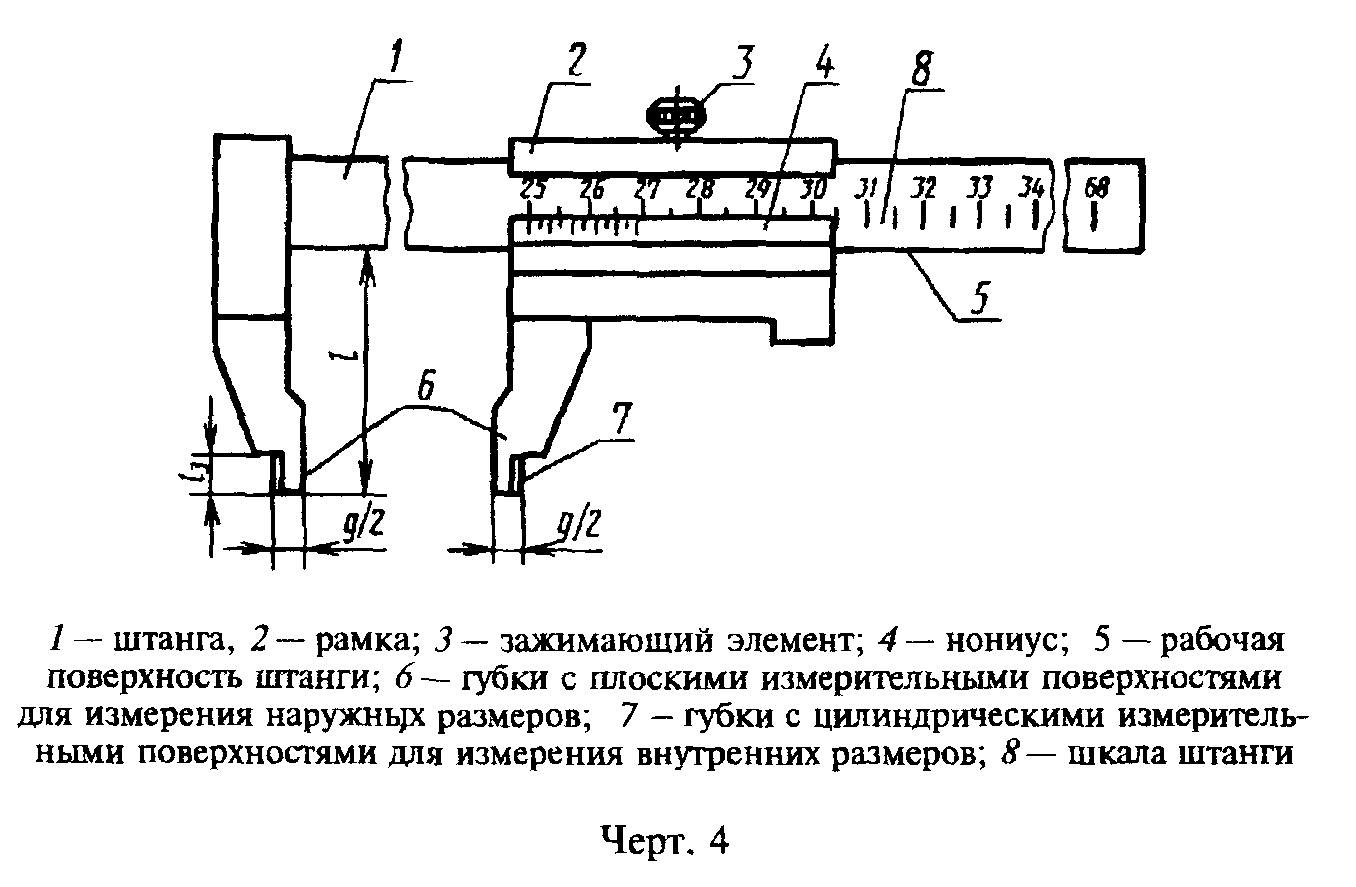 1 2 3 4 8
25 26 27 28 29 30 31 32 33 34 68
5
l
6
7
l₃
g/2 g/2
1 — штанга, 2 — рамка; 3 — зажимающий элемент; 4 — нониус; 5 — рабочая
поверхность штанги; 6 — губки с плоскими измерительными поверхностями
для измерения наружных размеров; 7 – губки с цилиндрическими измеритель-
ными поверхностями для измерения внутренних размеров; 8 — шкала штанги
Черт. 4